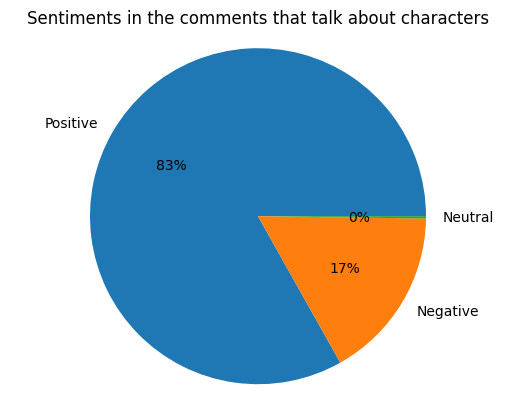 Sentiments in the comments that talk about characters
Positive
83%
0%
Neutral
17%
Negative